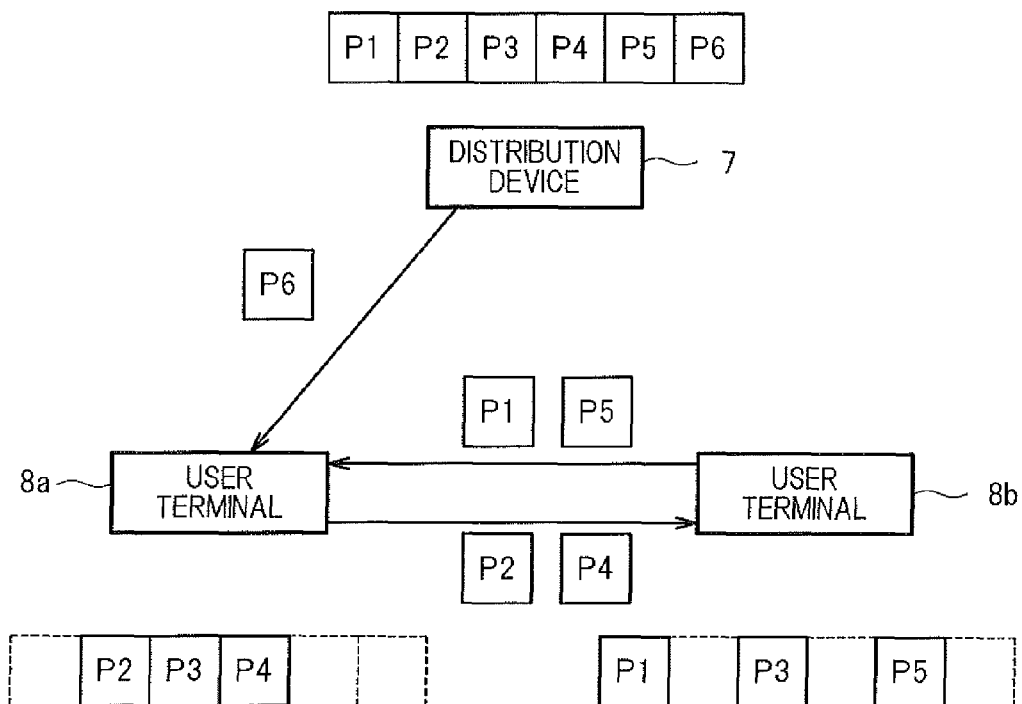 P1 P2 P3 P4 P5 P6
DISTRIBUTION
DEVICE
7
P6
P1 P5
8a
USER
TERMINAL
USER
TERMINAL
8b
P2 P4
P2 P3 P4
P1 P3 P5